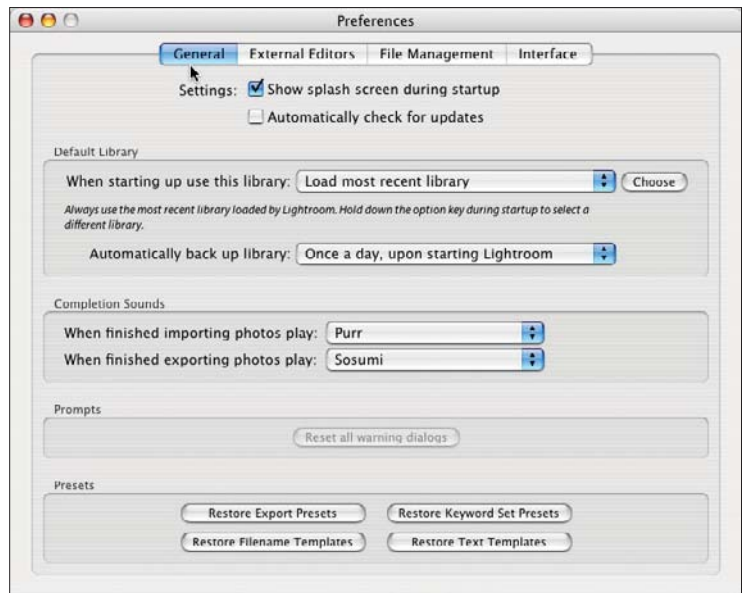 Preferences
General External Editors File Management Interface
Settings: Show splash screen during startup
Automatically check for updates
Default Library
When starting up use this library: Load most recent library Choose
Always use the most recent library loaded by Lightroom. Hold down the option key during startup to select a
different library.
Automatically back up library: Once a day, upon starting Lightroom
Completion Sounds
When finished importing photos play: Purr
When finished exporting photos play: Sosumi
Prompts
Reset all warning dialogs
Presets
Restore Export Presets Restore Keyword Set Presets
Restore Filename Templates Restore Text Templates